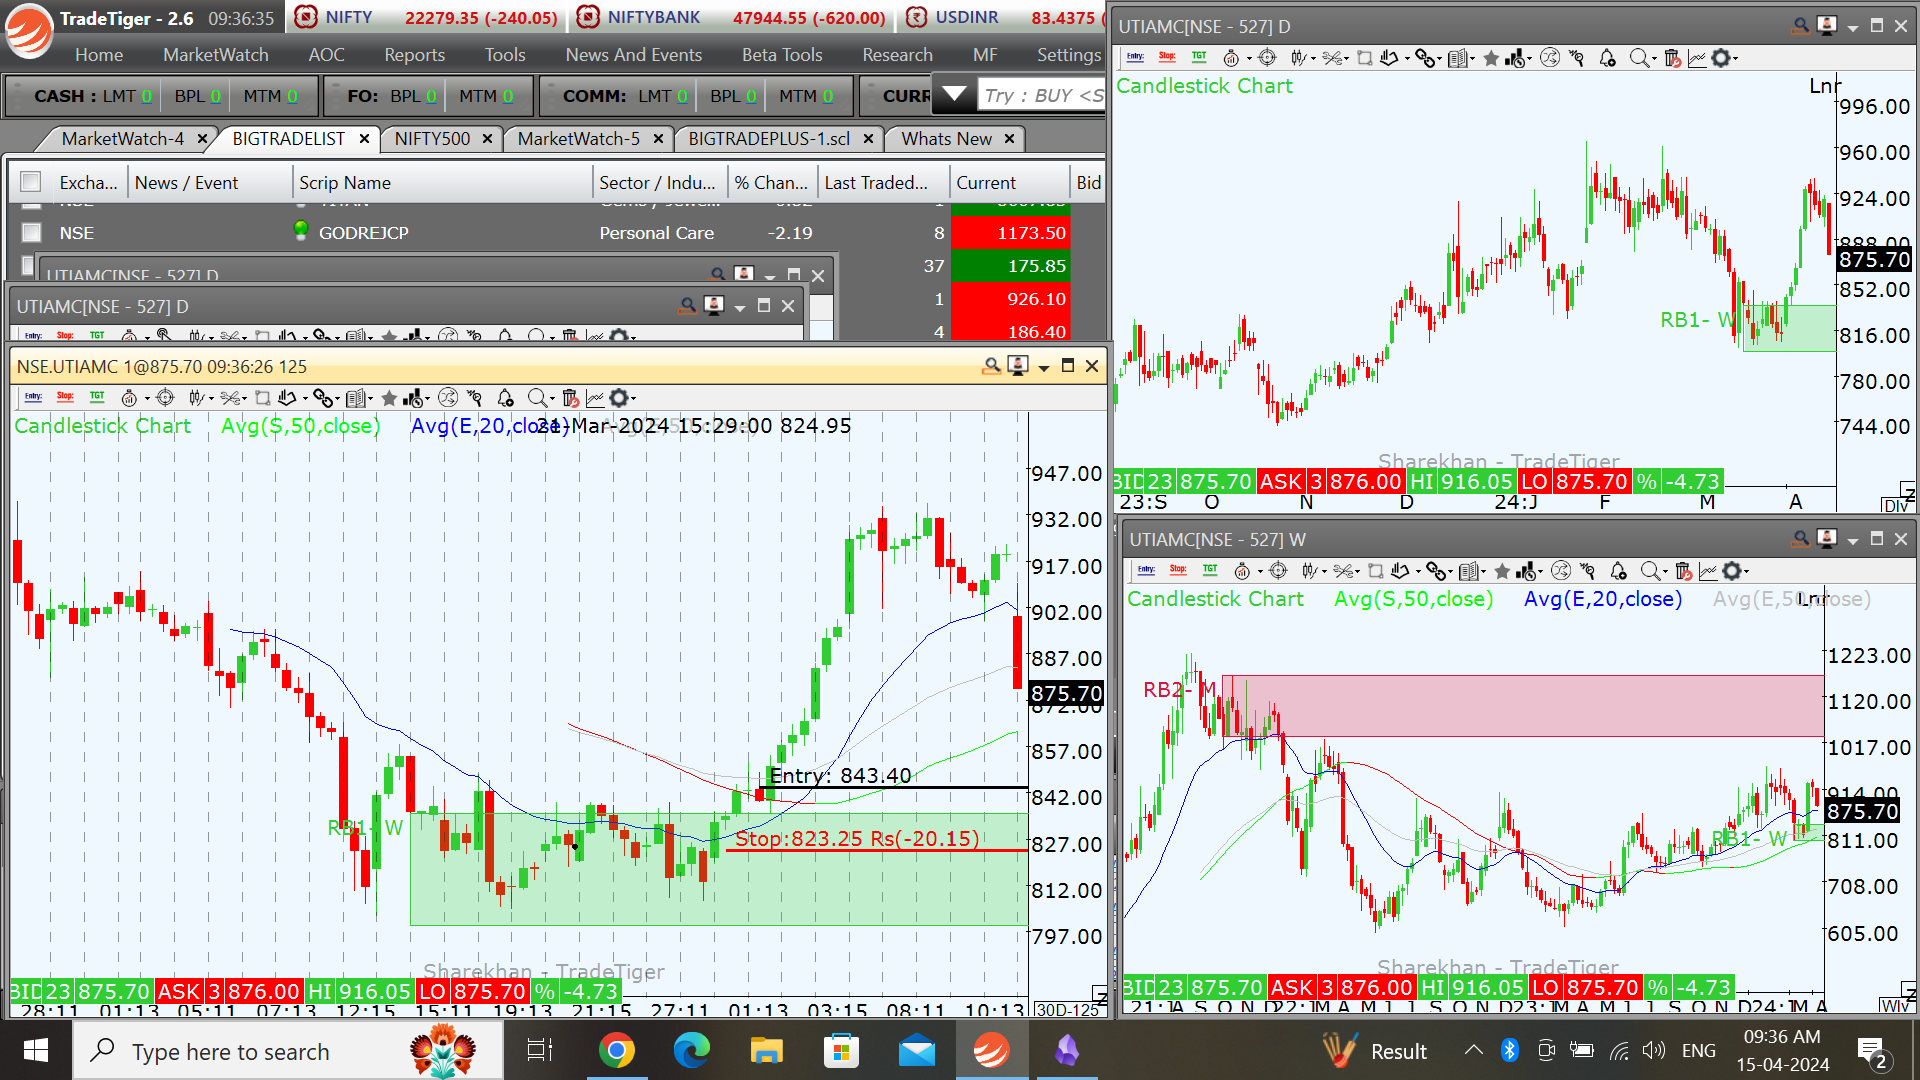 TradeTiger - 2.6 09:36:35 NIFTY 22279.35 (-240.05) NIFTYBANK 47944.55 (-620.00) USDINR 83.4375 (
Home MarketWatch AOC Reports Tools News And Events Beta Tools Research MF Settings
CASH : LMT 0 BPL 0 MTM 0 FO: BPL 0 MTM 0 COMM: LMT 0 BPL 0 MTM 0 CURR Try : BUY <S
MarketWatch-4 BIGTRADELIST NIFTY500 MarketWatch-5 BIGTRADEPLUS-1.scl Whats New
Excha... News / Event Scrip Name Sector / Indu... % Chan... Last Traded... Current Bid
NSE GODREJCP Personal Care -2.19 8 1173.50
37 175.85
1 926.10
4 186.40
UTIAMC[NSE - 527] D
UTIAMC[NSE - 527] D
Entry: Stop: TGT
NSE.UTIAMC 1@875.70 09:36:26 125
Entry: Stop: TGT
Candlestick Chart Avg(S,50,close) Avg(E,20,close) 21-Mar-2024 15:29:00 824.95
947.00
932.00
917.00
902.00
887.00
875.70
872.00
857.00
Entry: 843.40
842.00
RB1- W
Stop:823.25 Rs(-20.15)
827.00
812.00
797.00
Sharekhan - TradeTiger
BID 23 875.70 ASK 3 876.00 HI 916.05 LO 875.70 % -4.73
28:11 01:13 05:11 07:13 12:15 15:11 19:13 21:15 27:11 01:13 03:15 08:11 10:13 30D-125
UTIAMC[NSE - 527] D
Entry: Stop: TGT
Candlestick Chart Lnr
996.00
960.00
924.00
888.00
875.70
852.00
RB1- W
816.00
780.00
744.00
Sharekhan - TradeTiger
BID 23 875.70 ASK 3 876.00 HI 916.05 LO 875.70 % -4.73
23:S O N D 24:J F M A Dly
UTIAMC[NSE - 527] W
Entry: Stop: TGT
Candlestick Chart Avg(S,50,close) Avg(E,20,close) Avg(E,50,close) Lnr
1223.00
RB2- M
1120.00
1017.00
914.00
875.70
RB1- W
811.00
708.00
605.00
Sharekhan - TradeTiger
BID 23 875.70 ASK 3 876.00 HI 916.05 LO 875.70 % -4.73
Wly
Type here to search
Result
ENG
09:36 AM
15-04-2024
2